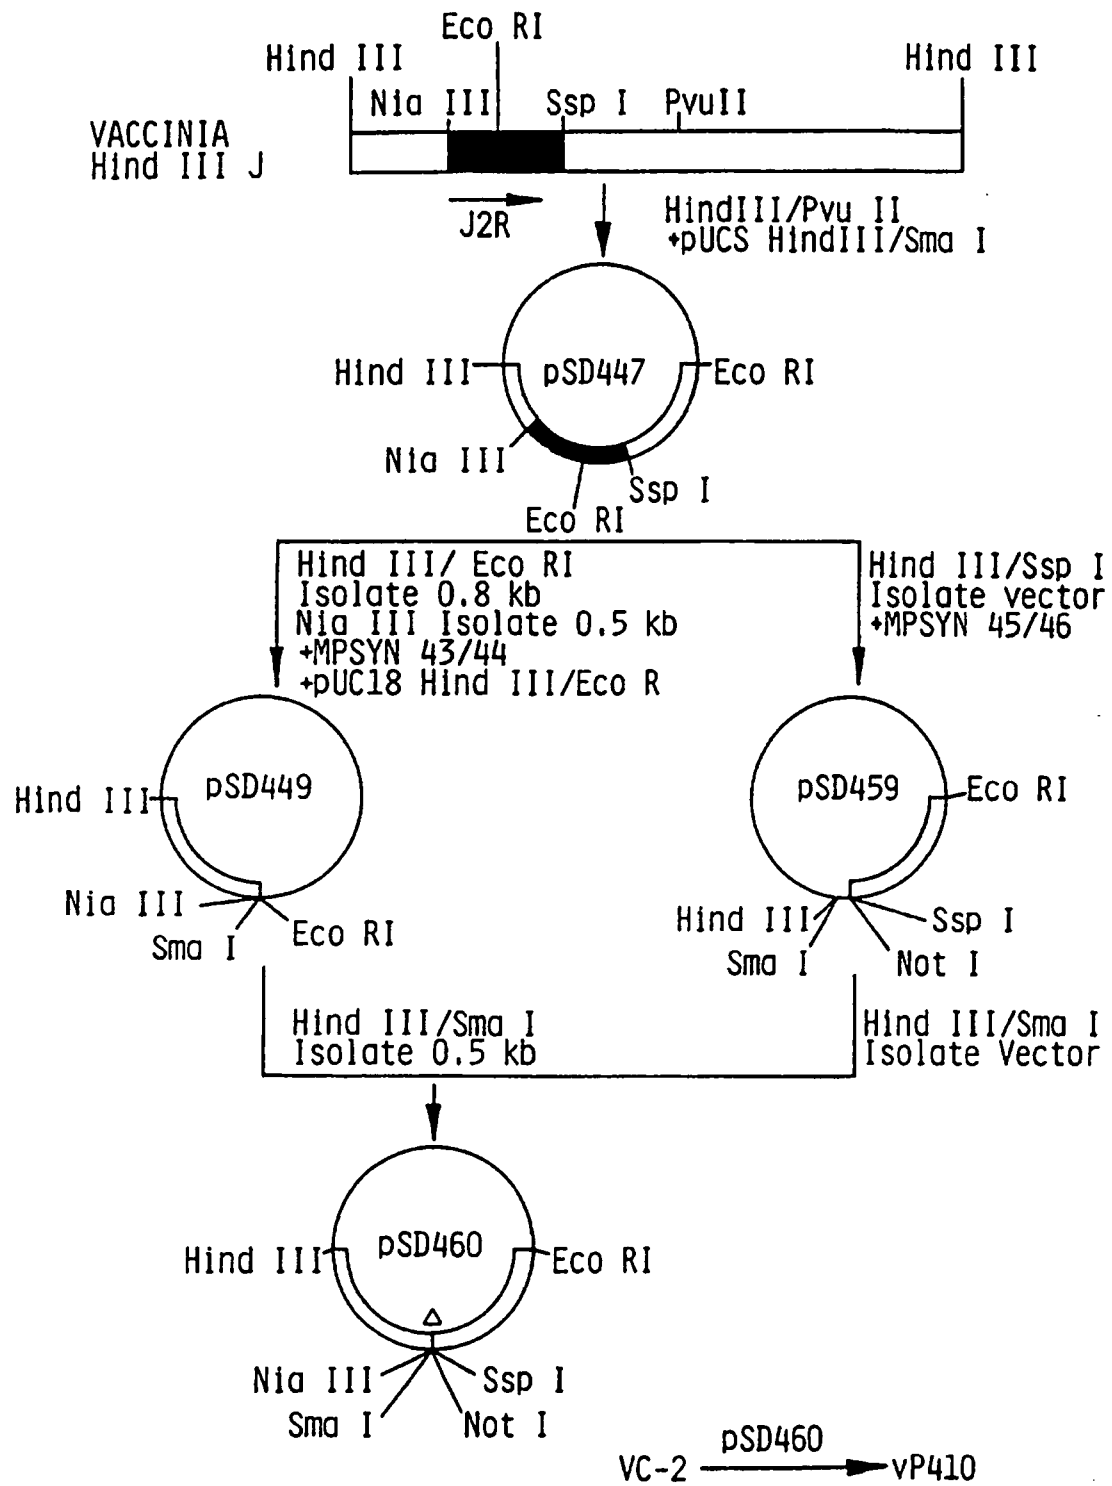 Eco RI
Hind III
Hind III
Nia III
Ssp I
PvuII
VACCINIA
Hind III J
J2R
HindIII/Pvu II
+pUCS HindIII/Sma I
Hind III
pSD447
Eco RI
Nia III
Ssp I
Eco RI
Hind III/ Eco RI
Isolate 0.8 kb
Nia III Isolate 0.5 kb
+MPSYN 43/44
+pUC18 Hind III/Eco R
Hind III/Ssp I
Isolate vector
+MPSYN 45/46
pSD449
Hind III
Nia III
Sma I
Eco RI
pSD459
Eco RI
Hind III
Sma I
Ssp I
Not I
Hind III/Sma I
Isolate 0.5 kb
Hind III/Sma I
Isolate Vector
pSD460
Hind III
Eco RI
Δ
Nia III
Ssp I
Sma I
Not I
pSD460
VC-2
vP410